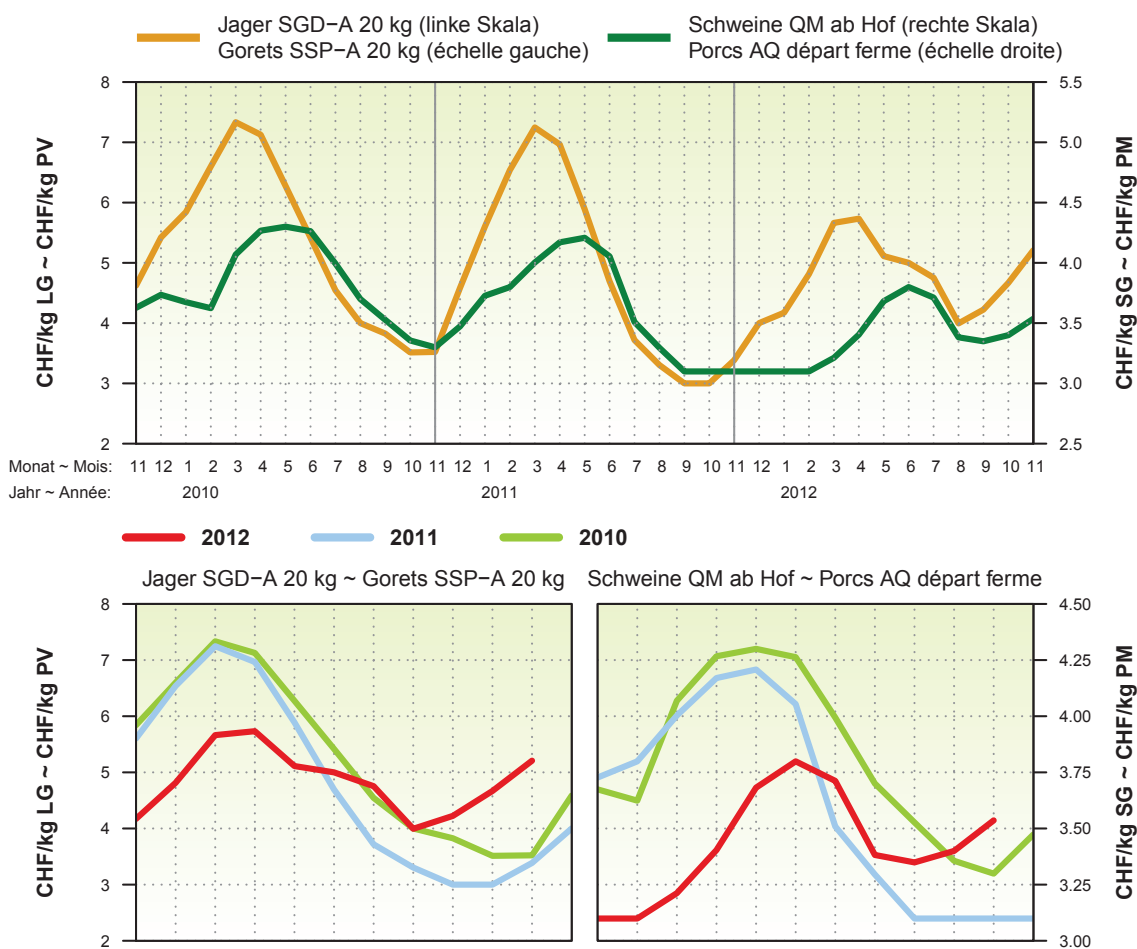 Jager SGD−A 20 kg (linke Skala)
Gorets SSP−A 20 kg (échelle gauche)
Schweine QM ab Hof (rechte Skala)
Porcs AQ départ ferme (échelle droite)
8
7
6
5
4
3
2
CHF/kg LG ~ CHF/kg PV
5.5
5.0
4.5
4.0
3.5
3.0
2.5
CHF/kg SG ~ CHF/kg PM
Monat ~ Mois: 11 12 1 2 3 4 5 6 7 8 9 10 11 12 1 2 3 4 5 6 7 8 9 10 11 12 1 2 3 4 5 6 7 8 9 10 11
Jahr ~ Année: 2010 2011 2012
2012 2011 2010
Jager SGD−A 20 kg ~ Gorets SSP−A 20 kg
8
7
6
5
4
3
2
CHF/kg LG ~ CHF/kg PV
Schweine QM ab Hof ~ Porcs AQ départ ferme
4.50
4.25
4.00
3.75
3.50
3.25
3.00
CHF/kg SG ~ CHF/kg PM